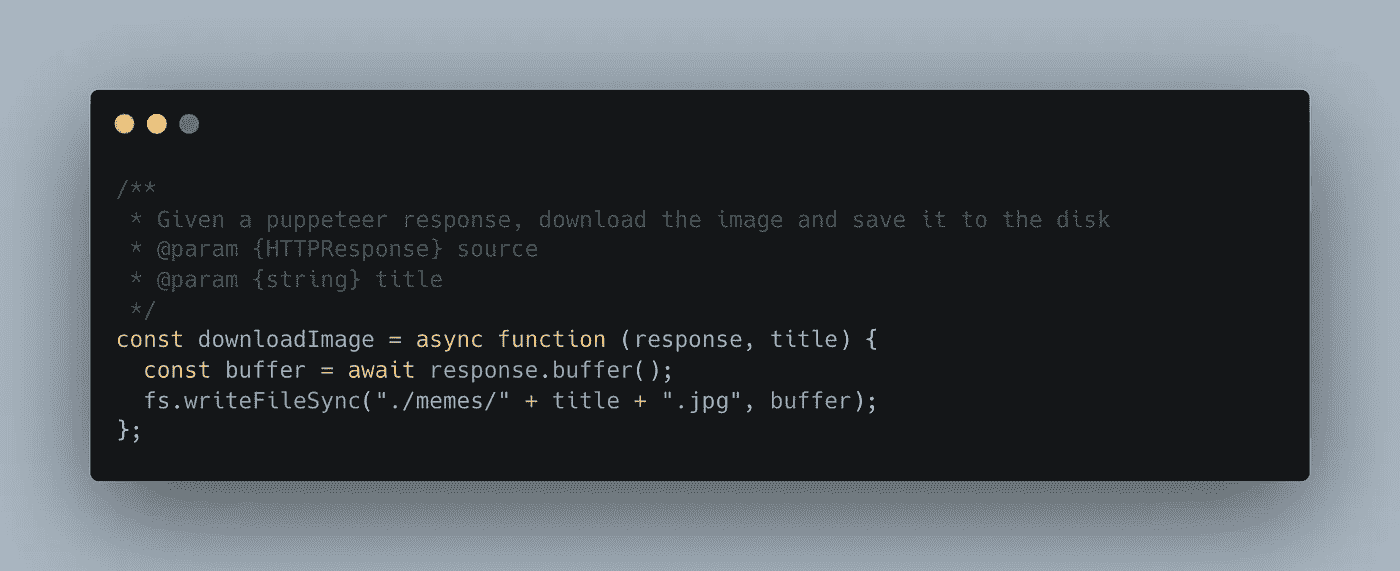 /**
 * Given a puppeteer response, download the image and save it to the disk
 * @param {HTTPResponse} source
 * @param {string} title
 */
const downloadImage = async function (response, title) {
  const buffer = await response.buffer();
  fs.writeFileSync("./memes/" + title + ".jpg", buffer);
};